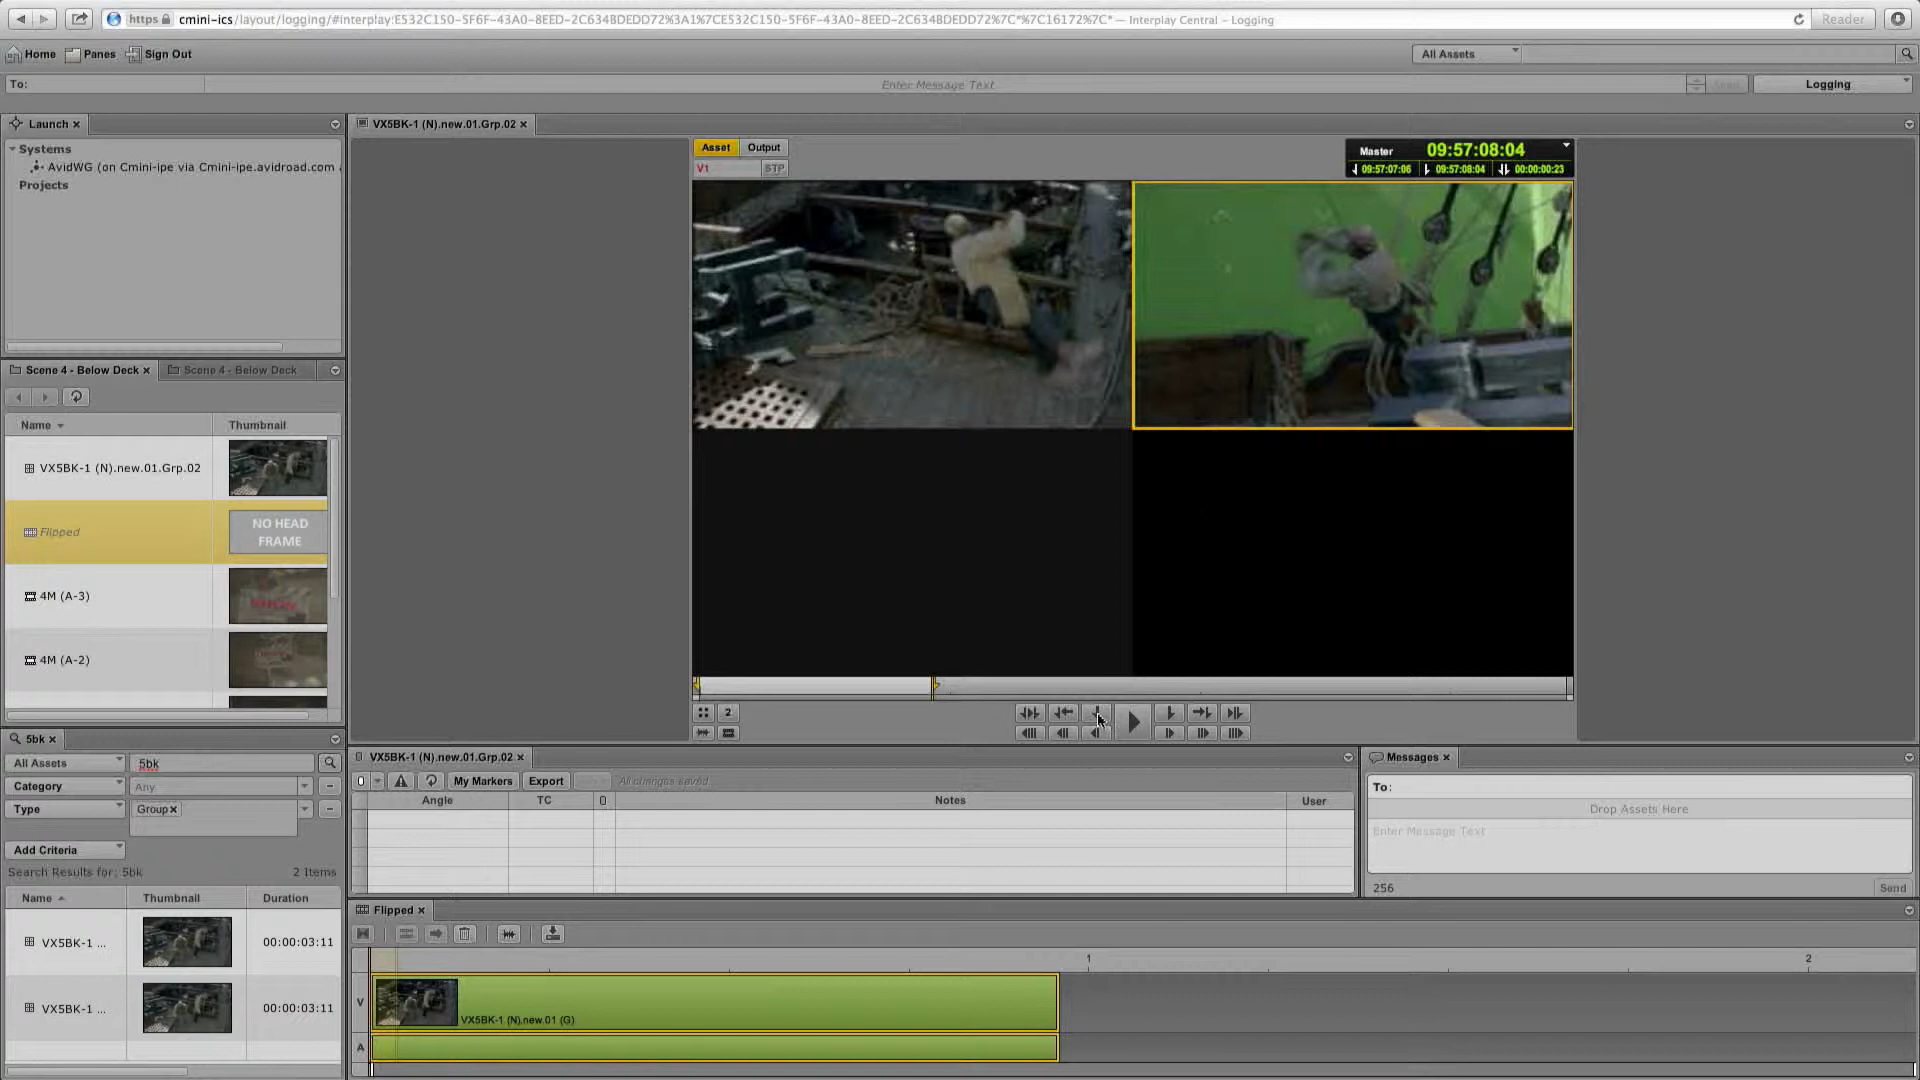 https cmini-ics/layout/logging/#interplay:E532C150-5F6F-43A0-8EED-2C634BDEDD72%3A1%7CE532C150-5F6F-43A0-8EED-2C634BDEDD72%7C*%7C16172%7C* — Interplay Central – Logging
Reader
Home Panes Sign Out
All Assets
To: Enter Message Text Send Logging
Launch
Systems
AvidWG (on Cmini-ipe via Cmini-ipe.avidroad.com
Projects
VX5BK-1 (N).new.01.Grp.02
Asset Output
V1 STP
Master 09:57:08:04
09:57:07:06 09:57:08:04 00:00:00:23
Scene 4 - Below Deck Scene 4 - Below Deck
Name Thumbnail
VX5BK-1 (N).new.01.Grp.02
Flipped NO HEAD
FRAME
4M (A-3)
4M (A-2)
2
5bk
All Assets 5bk
Category Any
Type Group
Add Criteria
Search Results for: 5bk 2 Items
Name Thumbnail Duration
VX5BK-1 ... 00:00:03:11
VX5BK-1 ... 00:00:03:11
VX5BK-1 (N).new.01.Grp.02
My Markers Export All changes saved.
Angle TC Notes User
Messages
To:
Drop Assets Here
Enter Message Text
256 Send
Flipped
1 2
V
VX5BK-1 (N).new.01 (G)
A